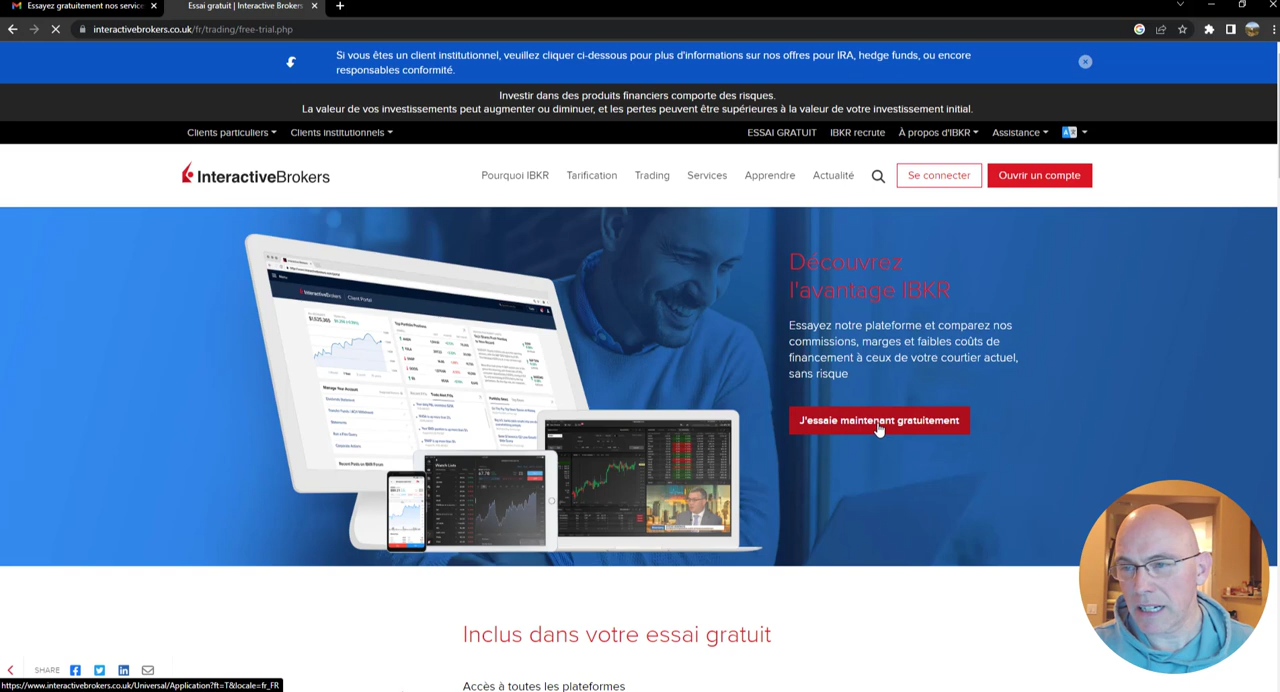 Essayez gratuitement nos service
Essai gratuit | Interactive Brokers
interactivebrokers.co.uk/fr/trading/free-trial.php
Si vous êtes un client institutionnel, veuillez cliquer ci-dessous pour plus d'informations sur nos offres pour IRA, hedge funds, ou encore
responsables conformité.
Investir dans des produits financiers comporte des risques.
La valeur de vos investissements peut augmenter ou diminuer, et les pertes peuvent être supérieures à la valeur de votre investissement initial.
Clients particuliers Clients institutionnels ESSAI GRATUIT IBKR recrute À propos d'IBKR Assistance
InteractiveBrokers Pourquoi IBKR Tarification Trading Services Apprendre Actualité Se connecter Ouvrir un compte
Découvrez
l'avantage IBKR
Essayez notre plateforme et comparez nos
commissions, marges et faibles coûts de
financement à ceux de votre courtier actuel,
sans risque
J'essaie maintenant gratuitement
InteractiveBrokers Client Portal
Inclus dans votre essai gratuit
SHARE
https://www.interactivebrokers.co.uk/Universal/Application?ft=T&locale=fr_FR
Accès à toutes les plateformes